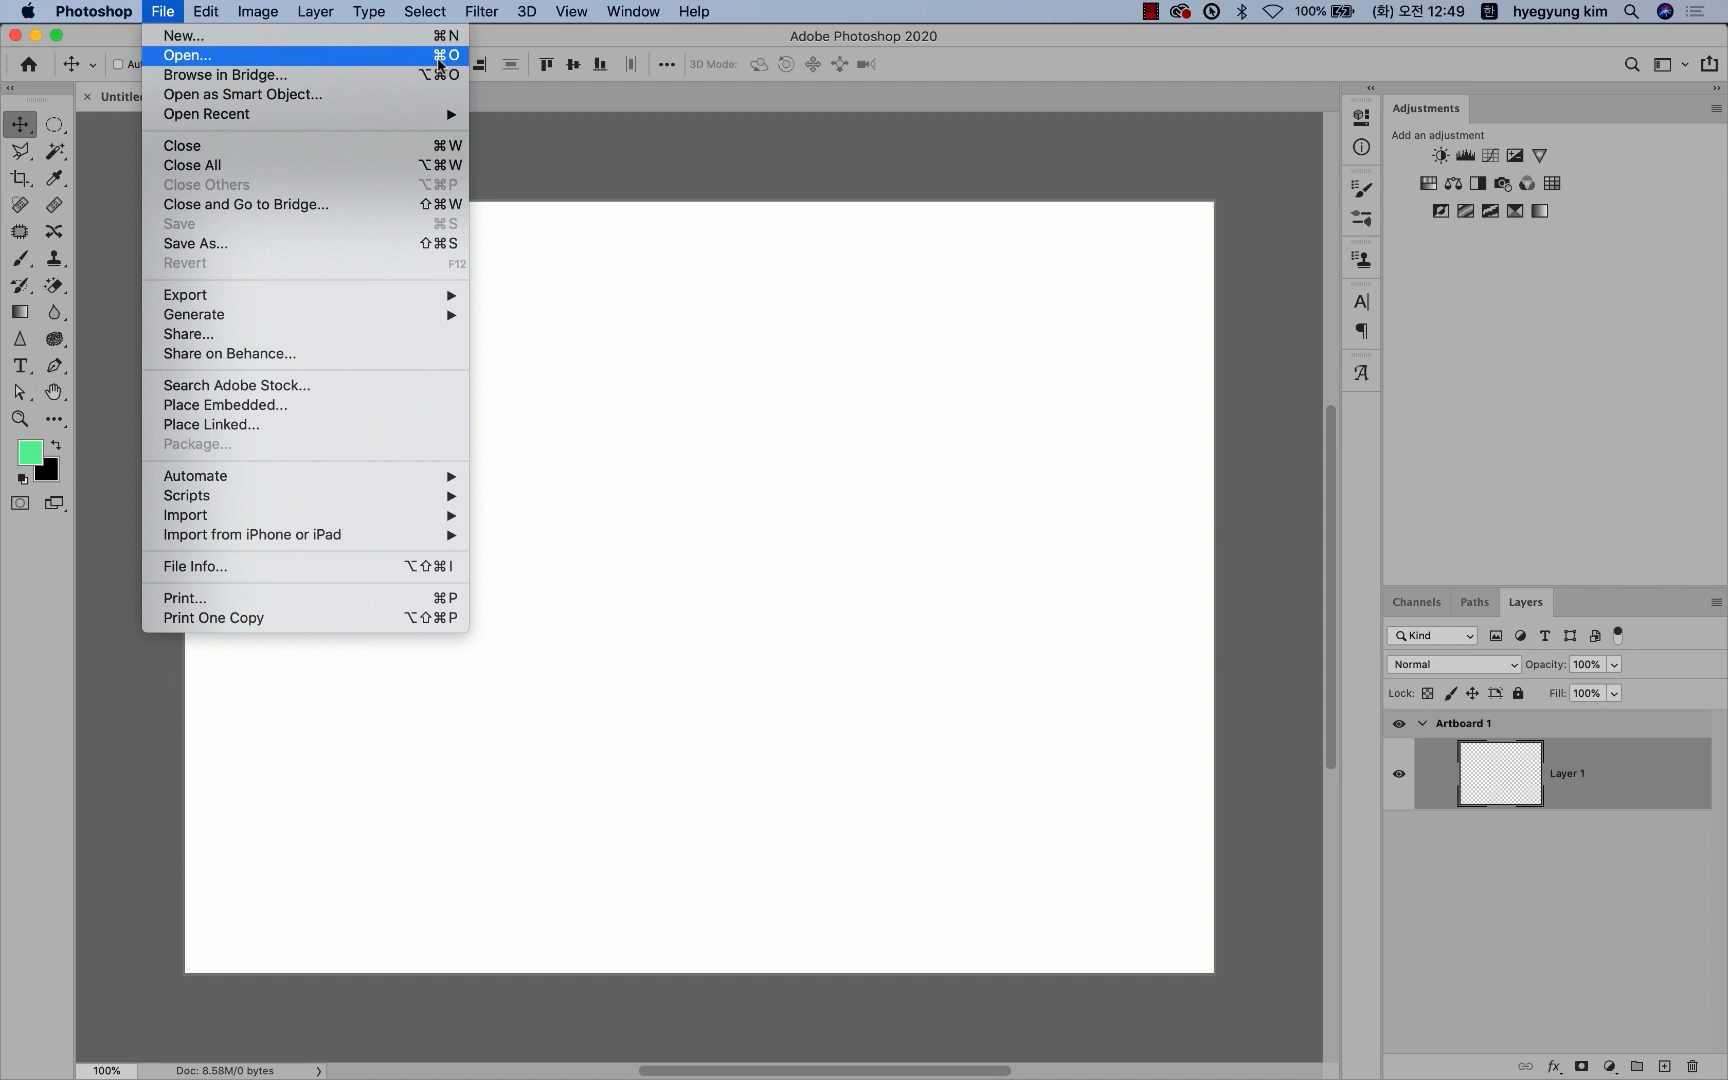 Photoshop File Edit Image Layer Type Select Filter 3D View Window Help 100% (화) 오전 12:49 한 hyegyung kim
Adobe Photoshop 2020
3D Mode:
New... ⌘N
Open... ⌘O
Browse in Bridge... ⌥⌘O
Open as Smart Object...
Open Recent
Close ⌘W
Close All ⌥⌘W
Close Others ⌥⌘P
Close and Go to Bridge... ⇧⌘W
Save ⌘S
Save As... ⇧⌘S
Revert F12
Export
Generate
Share...
Share on Behance...
Search Adobe Stock...
Place Embedded...
Place Linked...
Package...
Automate
Scripts
Import
Import from iPhone or iPad
File Info... ⌥⇧⌘I
Print... ⌘P
Print One Copy ⌥⇧⌘P
Adjustments
Add an adjustment
Channels Paths Layers
Kind
Normal Opacity: 100%
Lock: Fill: 100%
Artboard 1
Layer 1
fx
100% Doc: 8.58M/0 bytes